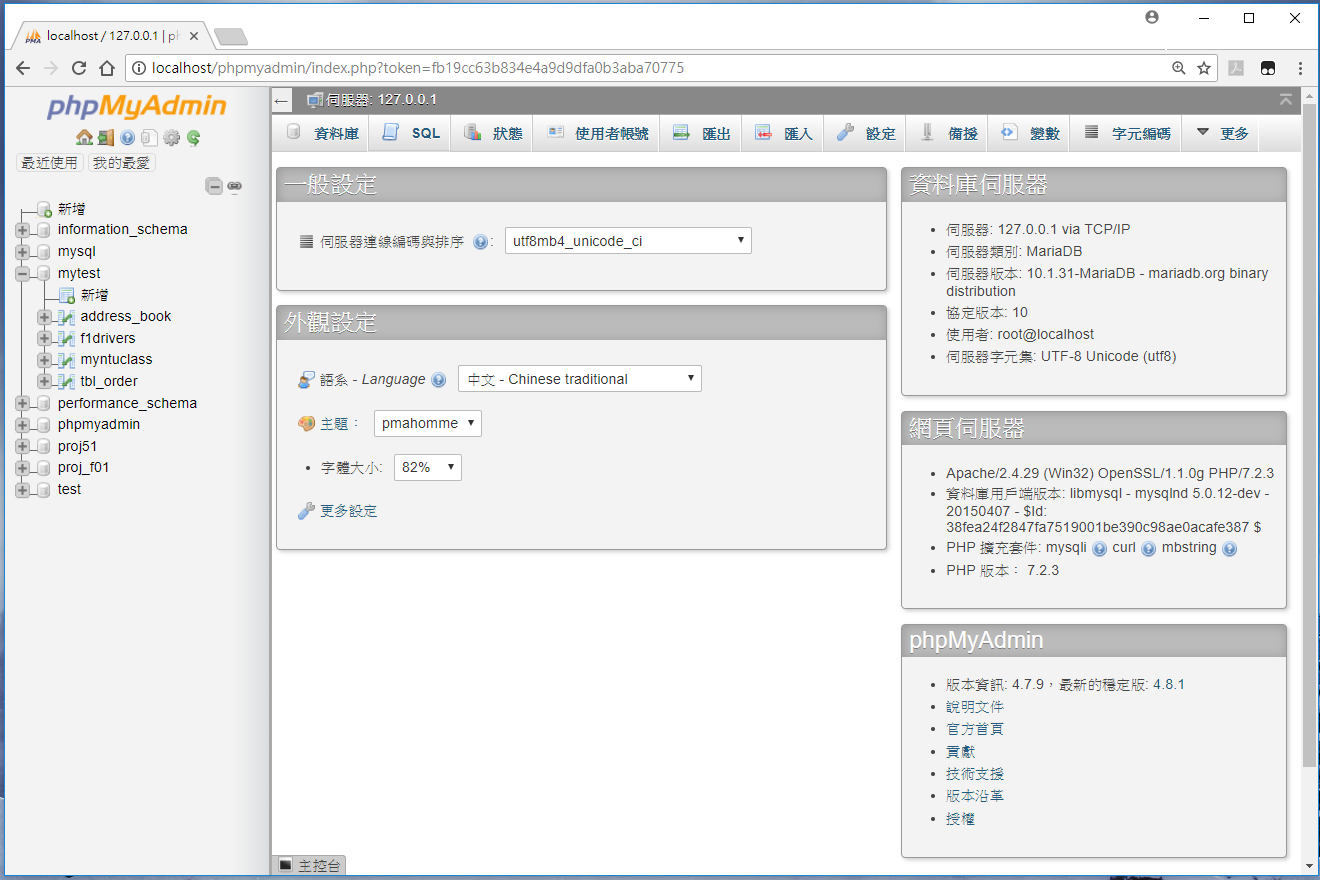 localhost / 127.0.0.1 | ph
localhost/phpmyadmin/index.php?token=fb19cc63b834e4a9d9dfa0b3aba70775
phpMyAdmin
最近使用 我的最愛
新增
information_schema
mysql
mytest
新增
address_book
f1drivers
myntuclass
tbl_order
performance_schema
phpmyadmin
proj51
proj_f01
test
伺服器: 127.0.0.1
資料庫 SQL 狀態 使用者帳號 匯出 匯入 設定 備援 變數 字元編碼 更多
一般設定
伺服器連線編碼與排序 : utf8mb4_unicode_ci
外觀設定
語系 - Language 中文 - Chinese traditional
主題： pmahomme
字體大小: 82%
更多設定
資料庫伺服器
伺服器: 127.0.0.1 via TCP/IP
伺服器類別: MariaDB
伺服器版本: 10.1.31-MariaDB - mariadb.org binary
distribution
協定版本: 10
使用者: root@localhost
伺服器字元集: UTF-8 Unicode (utf8)
網頁伺服器
Apache/2.4.29 (Win32) OpenSSL/1.1.0g PHP/7.2.3
資料庫用戶端版本: libmysql - mysqlnd 5.0.12-dev -
20150407 - $Id:
38fea24f2847fa7519001be390c98ae0acafe387 $
PHP 擴充套件: mysqli curl mbstring
PHP 版本： 7.2.3
phpMyAdmin
版本資訊: 4.7.9，最新的穩定版: 4.8.1
說明文件
官方首頁
貢獻
技術支援
版本沿革
授權
主控台